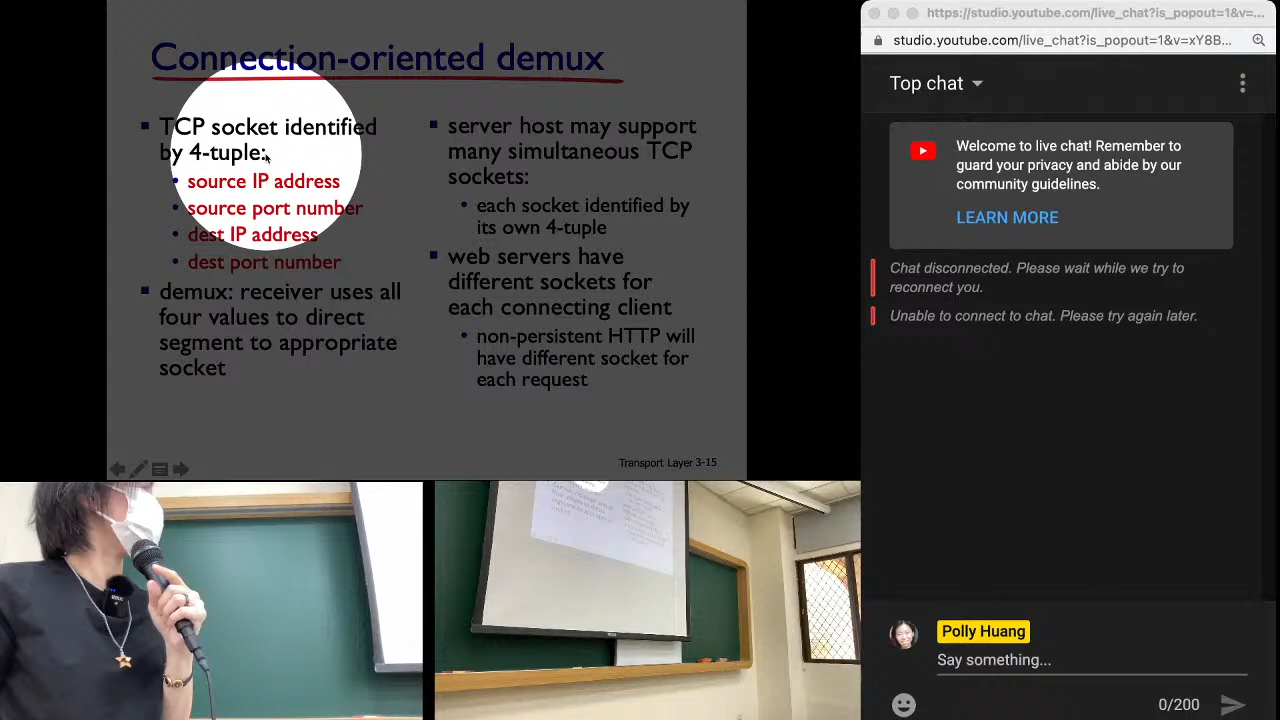 Connection-oriented demux
TCP socket identified
by 4-tuple:
source IP address
source port number
dest IP address
dest port number
demux: receiver uses all
four values to direct
segment to appropriate
socket
server host may support
many simultaneous TCP
sockets:
each socket identified by
its own 4-tuple
web servers have
different sockets for
each connecting client
non-persistent HTTP will
have different socket for
each request
Transport Layer 3-15
https://studio.youtube.com/live_chat?is_popout=1&v=...
studio.youtube.com/live_chat?is_popout=1&v=xY8B...
Top chat
Welcome to live chat! Remember to
guard your privacy and abide by our
community guidelines.
LEARN MORE
Chat disconnected. Please wait while we try to
reconnect you.
Unable to connect to chat. Please try again later.
Polly Huang
Say something...
0/200